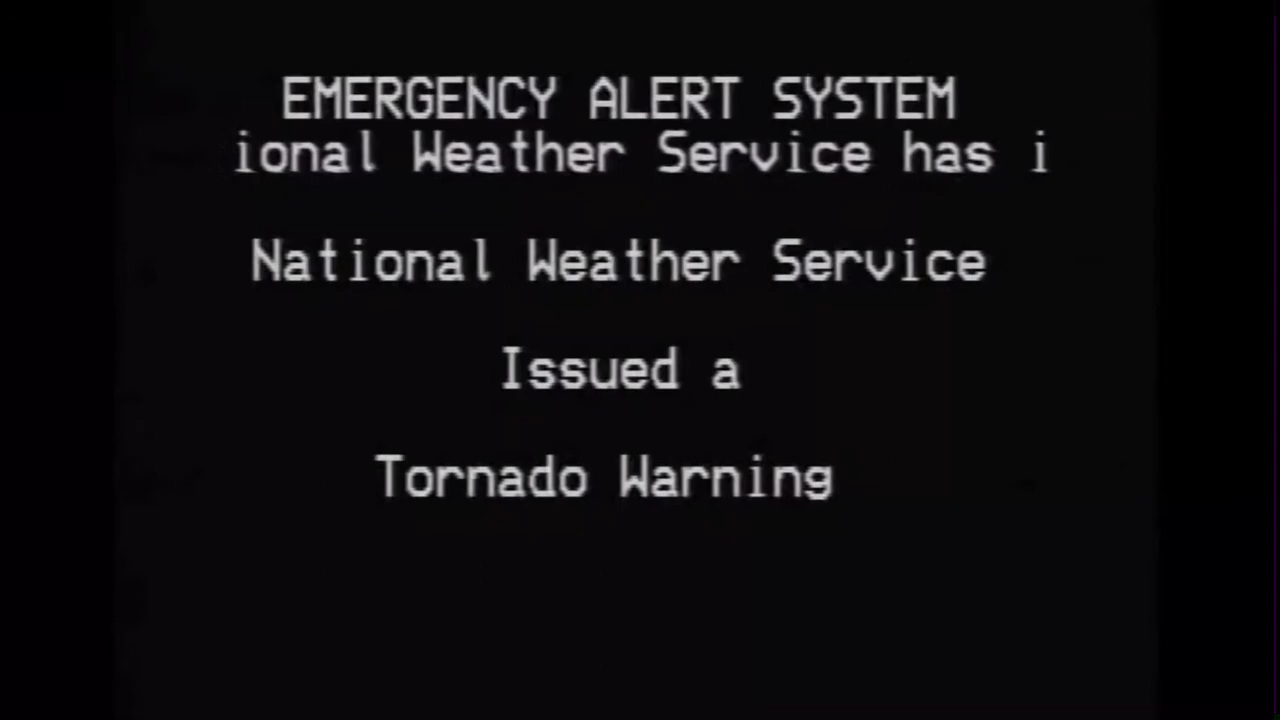 EMERGENCY ALERT SYSTEM
ional Weather Service has i
National Weather Service
Issued a
Tornado Warning